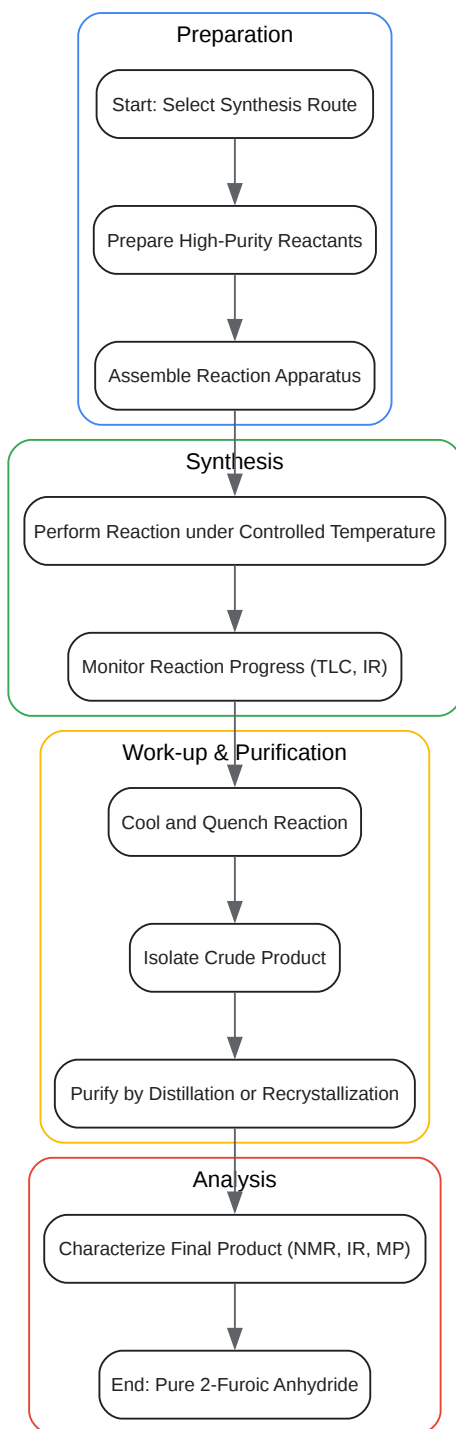 Preparation
Start: Select Synthesis Route
Prepare High-Purity Reactants
Assemble Reaction Apparatus
Synthesis
Perform Reaction under Controlled Temperature
Monitor Reaction Progress (TLC, IR)
Work-up & Purification
Cool and Quench Reaction
Isolate Crude Product
Purify by Distillation or Recrystallization
Analysis
Characterize Final Product (NMR, IR, MP)
End: Pure 2-Furoic Anhydride